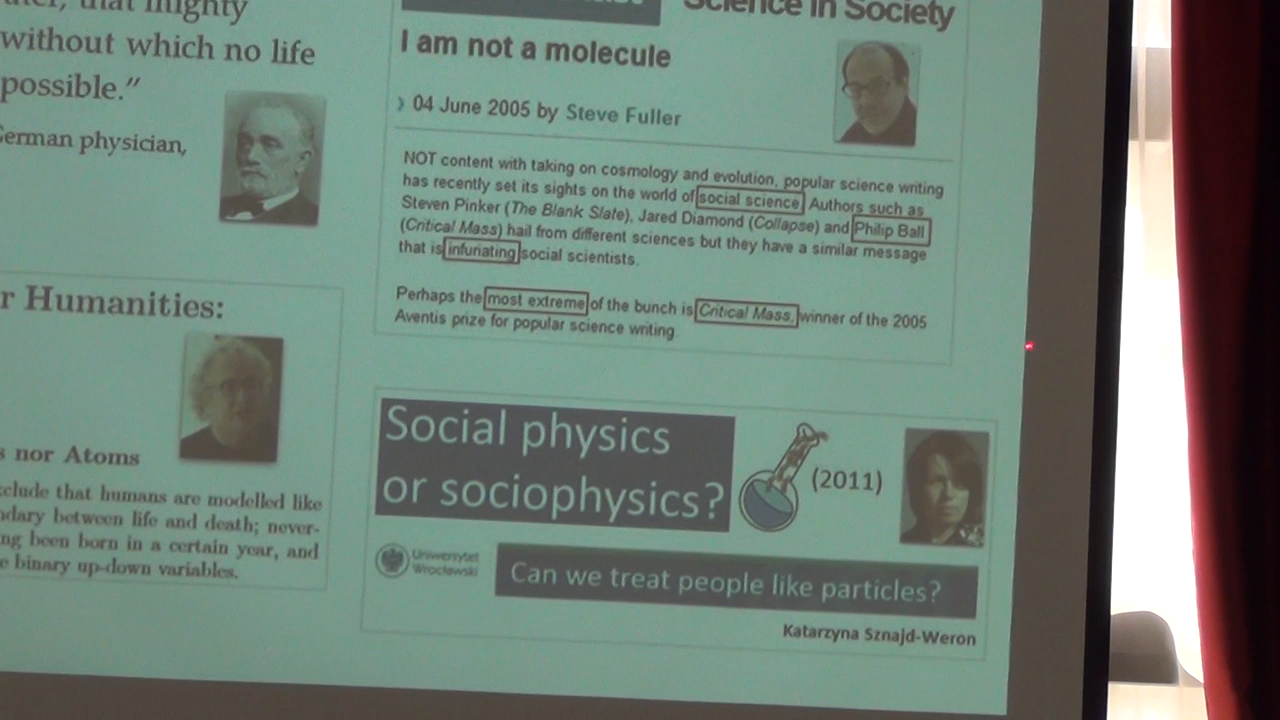 that mighty
without which no life
possible.”
German physician,
r Humanities:
s nor Atoms
clude that humans are modelled like
ndary between life and death; never-
ng been born in a certain year, and
e binary up-down variables.
Science in Society
I am not a molecule
› 04 June 2005 by Steve Fuller
NOT content with taking on cosmology and evolution, popular science writing
has recently set its sights on the world of social science. Authors such as
Steven Pinker (The Blank Slate), Jared Diamond (Collapse) and Philip Ball
(Critical Mass) hail from different sciences but they have a similar message
that is infuriating social scientists.
Perhaps the most extreme of the bunch is Critical Mass, winner of the 2005
Aventis prize for popular science writing.
Social physics
or sociophysics?
(2011)
Uniwersytet
Wrocławski
Can we treat people like particles?
Katarzyna Sznajd-Weron